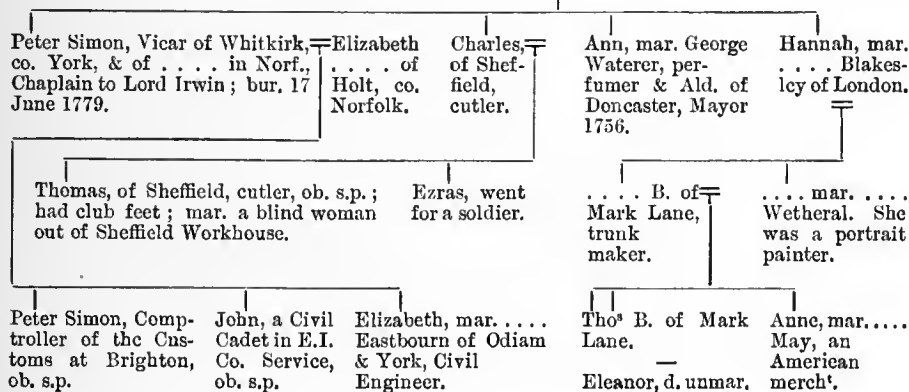 Peter Simon, Vicar of Whitkirk,
co. York, & of . . . . in Norf.,
Chaplain to Lord Irwin ; bur. 17
June 1779.
Elizabeth
. . . . of
Holt, co.
Norfolk.
Charles,
of Shef-
field,
cutler.
Ann, mar. George
Waterer, per-
fumer & Ald. of
Doncaster, Mayor
1756.
Hannah, mar.
. . . . Blakes-
ley of London.
Thomas, of Sheffield, cutler, ob. s.p. ;
had club feet ; mar. a blind woman
out of Sheffield Workhouse.
Ezras, went
for a soldier.
. . . . B. of
Mark Lane,
trunk
maker.
. . . . mar. . . . .
Wetheral. She
was a portrait
painter.
Peter Simon, Comp-
troller of the Cus-
toms at Brighton,
ob. s.p.
John, a Civil
Cadet in E.I.
Co. Service,
ob. s.p.
Elizabeth, mar. . . . .
Eastbourn of Odiam
& York, Civil
Engineer.
Thoˢ B. of Mark
Lane.
—
Eleanor, d. unmar.
Anne, mar. . . . .
May, an
American
merchᵗ.